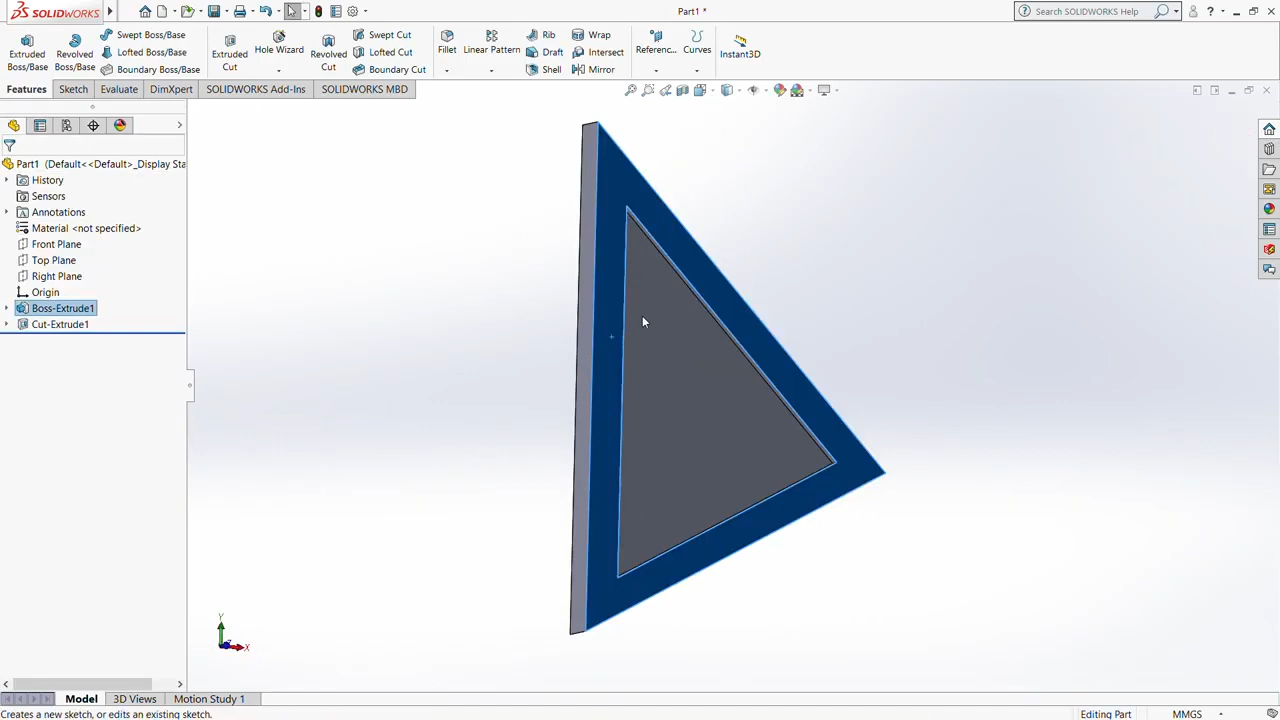 SOLIDWORKS
Part1 *
Search SOLIDWORKS Help
?
Extruded Boss/Base
Revolved Boss/Base
Swept Boss/Base
Lofted Boss/Base
Boundary Boss/Base
Extruded Cut
Hole Wizard
Revolved Cut
Swept Cut
Lofted Cut
Boundary Cut
Fillet
Linear Pattern
Rib
Draft
Shell
Wrap
Intersect
Mirror
Referenc...
Curves
Instant3D
Features
Sketch
Evaluate
DimXpert
SOLIDWORKS Add-Ins
SOLIDWORKS MBD
Part1 (Default<<Default>_Display Sta
History
Sensors
Annotations
Material <not specified>
Front Plane
Top Plane
Right Plane
Origin
Boss-Extrude1
Cut-Extrude1
Y
X
Model
3D Views
Motion Study 1
Creates a new sketch, or edits an existing sketch.
Editing Part
MMGS